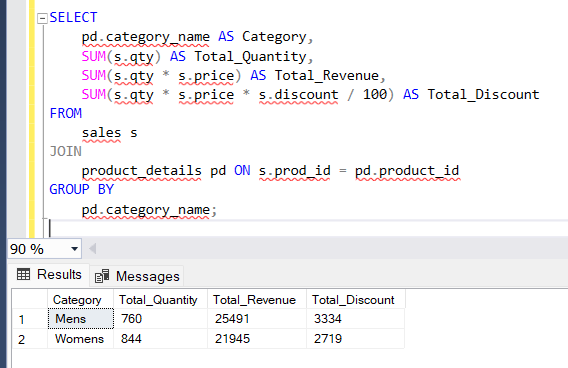 SELECT
pd.category_name AS Category,
SUM(s.qty) AS Total_Quantity,
SUM(s.qty * s.price) AS Total_Revenue,
SUM(s.qty * s.price * s.discount / 100) AS Total_Discount
FROM
sales s
JOIN
product_details pd ON s.prod_id = pd.product_id
GROUP BY
pd.category_name;
90 %
Results Messages
Category Total_Quantity Total_Revenue Total_Discount
1 Mens 760 25491 3334
2 Womens 844 21945 2719